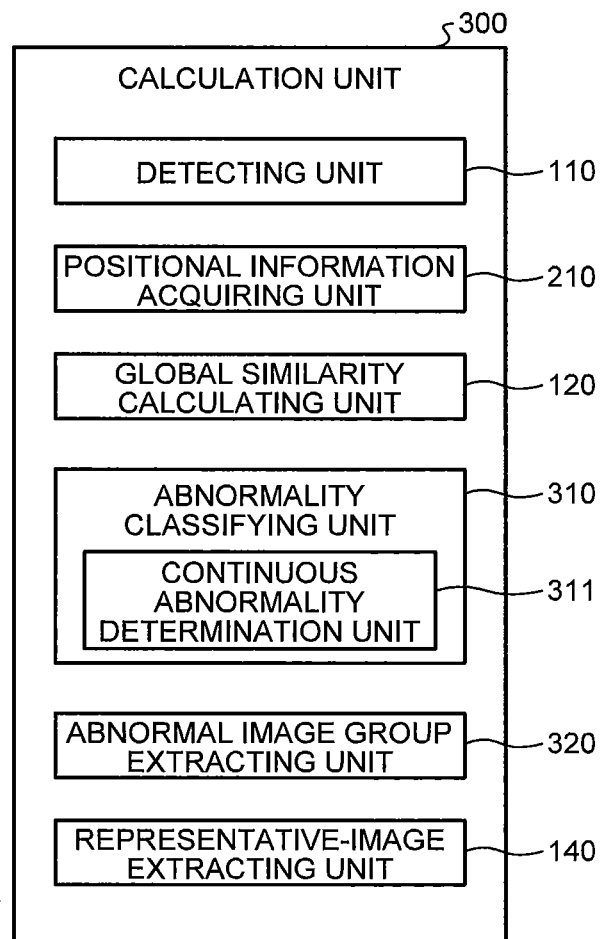 300
CALCULATION UNIT
DETECTING UNIT
110
POSITIONAL INFORMATION
ACQUIRING UNIT
210
GLOBAL SIMILARITY
CALCULATING UNIT
120
ABNORMALITY
CLASSIFYING UNIT
310
CONTINUOUS
ABNORMALITY
DETERMINATION UNIT
311
ABNORMAL IMAGE GROUP
EXTRACTING UNIT
320
REPRESENTATIVE-IMAGE
EXTRACTING UNIT
140